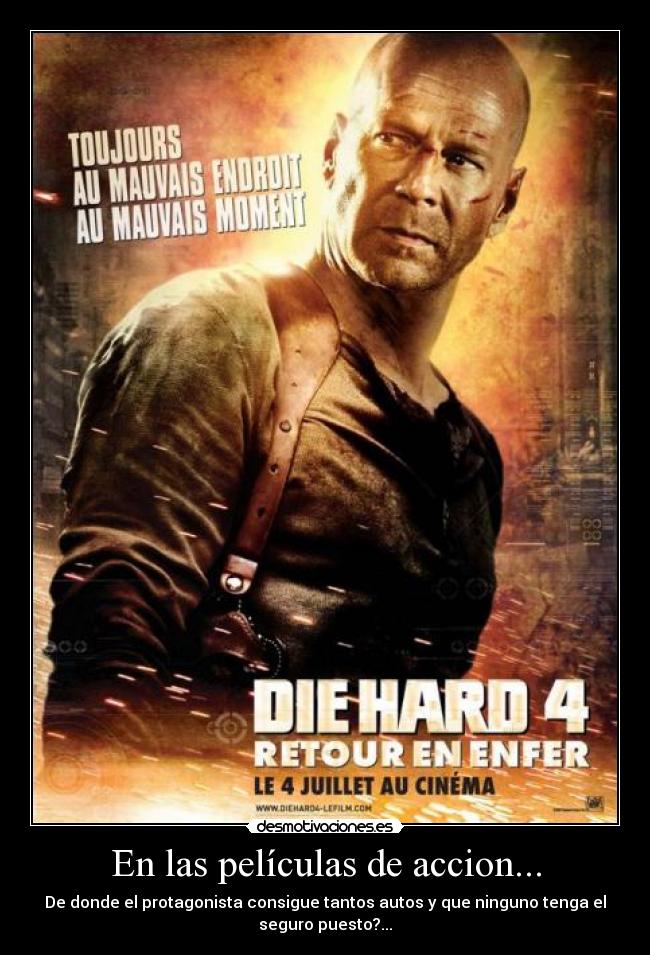 TOUJOURS
AU MAUVAIS ENDROIT
AU MAUVAIS MOMENT
DIE HARD 4
RETOUR EN ENFER
LE 4 JUILLET AU CINÉMA
WWW.DIEHARD4-LEFILM.COM
desmotivaciones.es
En las películas de accion...
De donde el protagonista consigue tantos autos y que ninguno tenga el
seguro puesto?...